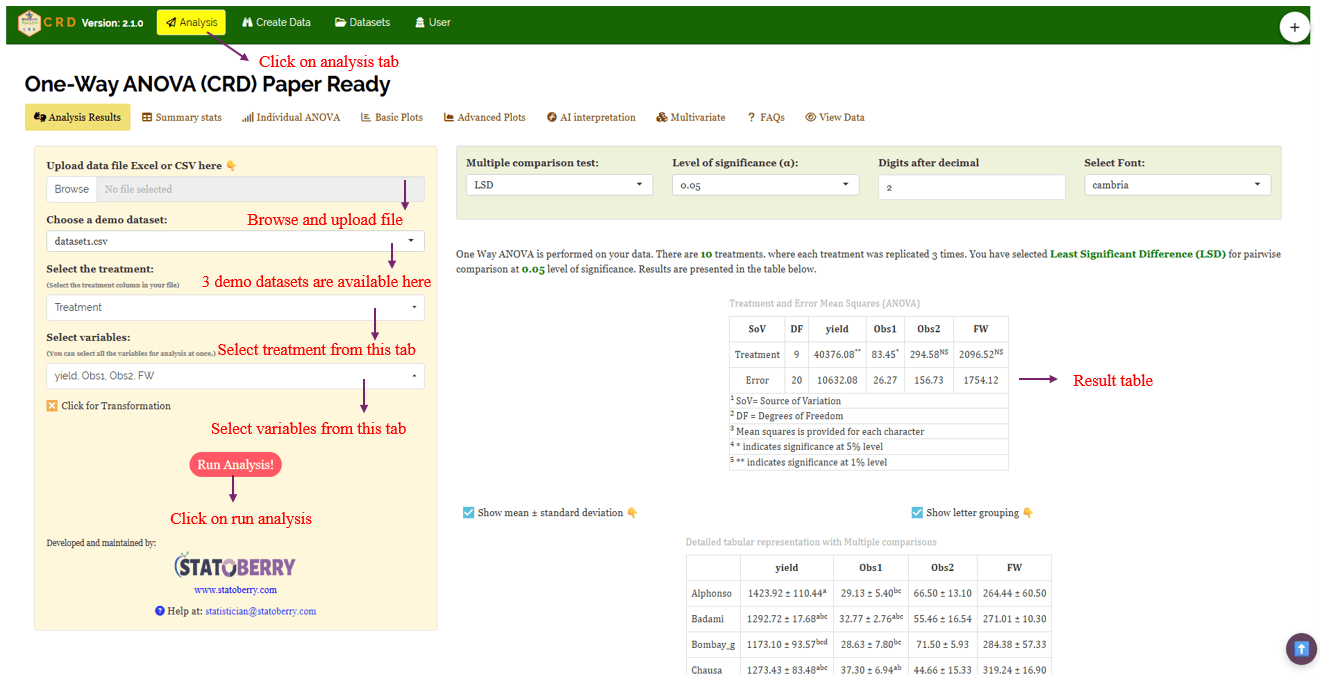 CRD Version: 2.1.0 Analysis Create Data Datasets User
Click on analysis tab
One-Way ANOVA (CRD) Paper Ready
Analysis Results Summary stats Individual ANOVA Basic Plots Advanced Plots AI interpretation Multivariate FAQs View Data
Upload data file Excel or CSV here
Browse No file selected
Browse and upload file
Choose a demo dataset:
dataset1.csv
3 demo datasets are available here
Select the treatment:
(Select the treatment column in your file)
Treatment
Select treatment from this tab
Select variables:
(You can select all the variables for analysis at once.)
yield, Obs1, Obs2, FW
Select variables from this tab
Click for Transformation
Run Analysis!
Click on run analysis
Developed and maintained by:
STATOBERRY
www.statoberry.com
Help at: statistician@statoberry.com
Multiple comparison test: Level of significance (α): Digits after decimal Select Font:
LSD 0.05 2 cambria
One Way ANOVA is performed on your data. There are 10 treatments. where each treatment was replicated 3 times. You have selected Least Significant Difference (LSD) for pairwise
comparison at 0.05 level of significance. Results are presented in the table below.
Treatment and Error Mean Squares (ANOVA)
SoV DF yield Obs1 Obs2 FW
Treatment 9 40376.08** 83.45* 294.58NS 2096.52NS
Error 20 10632.08 26.27 156.73 1754.12
1 SoV= Source of Variation
2 DF = Degrees of Freedom
3 Mean squares is provided for each character
4 * indicates significance at 5% level
5 ** indicates significance at 1% level
Result table
Show mean ± standard deviation Show letter grouping
Detailed tabular representation with Multiple comparisons
yield Obs1 Obs2 FW
Alphonso 1423.92 ± 110.44a 29.13 ± 5.40bc 66.50 ± 13.10 264.44 ± 60.50
Badami 1292.72 ± 17.68abc 32.77 ± 2.76abc 55.46 ± 16.54 271.01 ± 10.30
Bombay_g 1173.10 ± 93.57bcd 28.63 ± 7.80bc 71.50 ± 5.93 284.38 ± 57.33
Chausa 1273.43 ± 83.48abc 37.30 ± 6.94ab 44.66 ± 15.33 319.24 ± 16.90